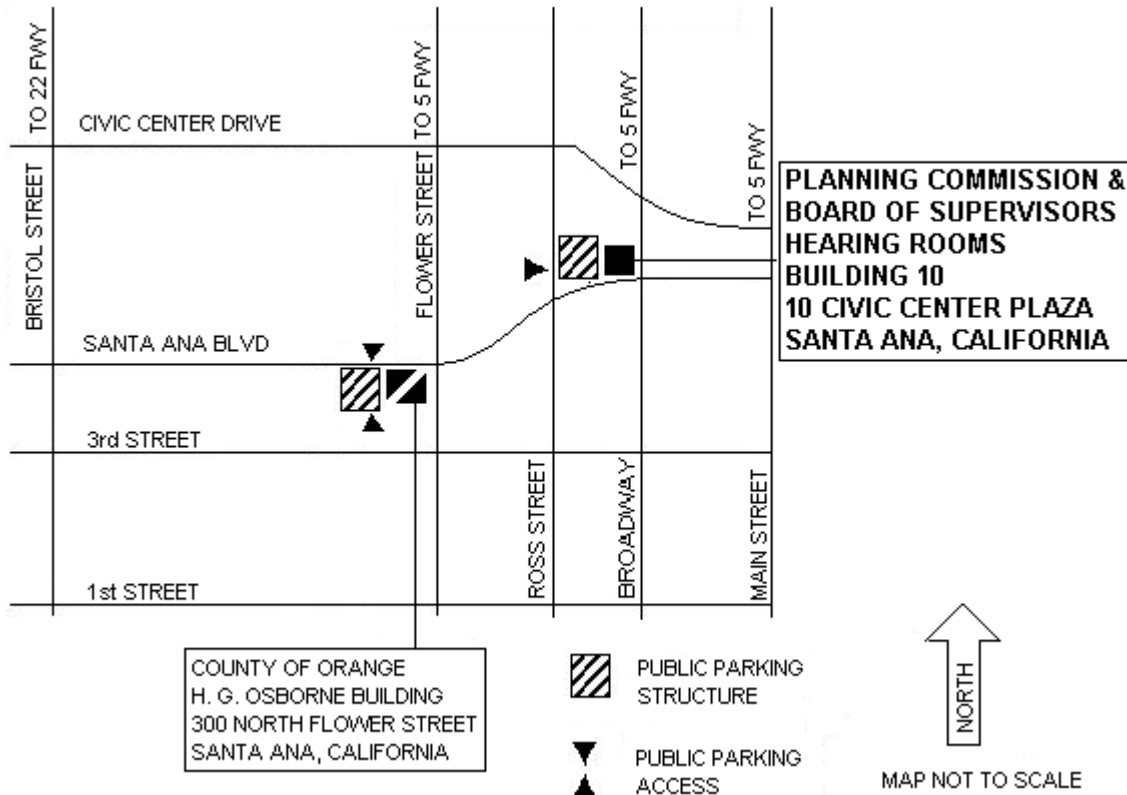 TO 22 FWY
BRISTOL STREET
CIVIC CENTER DRIVE
TO 5 FWY
FLOWER STREET
TO 5 FWY
TO 5 FWY
PLANNING COMMISSION &
BOARD OF SUPERVISORS
HEARING ROOMS
BUILDING 10
10 CIVIC CENTER PLAZA
SANTA ANA, CALIFORNIA
SANTA ANA BLVD
3rd STREET
ROSS STREET
BROADWAY
MAIN STREET
1st STREET
COUNTY OF ORANGE
H. G. OSBORNE BUILDING
300 NORTH FLOWER STREET
SANTA ANA, CALIFORNIA
PUBLIC PARKING
STRUCTURE
PUBLIC PARKING
ACCESS
NORTH
MAP NOT TO SCALE